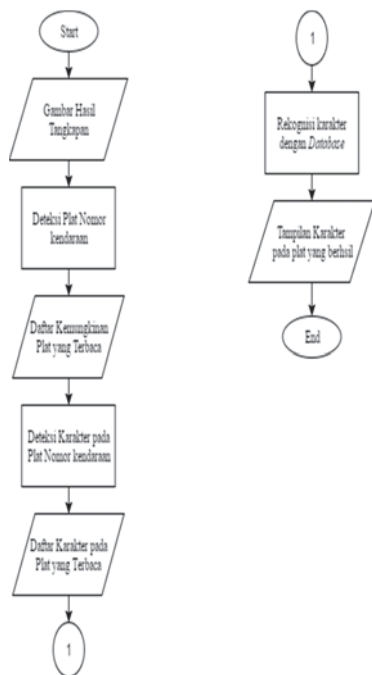 Start
Gambar Hasil
Tangkapan
Deteksi Plat Nomor
kendaraan
Daftar Kemungkinan
Plat yang Terbaca
Deteksi Karakter pada
Plat Nomor kendaraan
Daftar Karakter pada
Plat yang Terbaca
1
1
Rekognisi karakter
dengan Database
Tampilan Karakter
pada plat yang berhsil
End